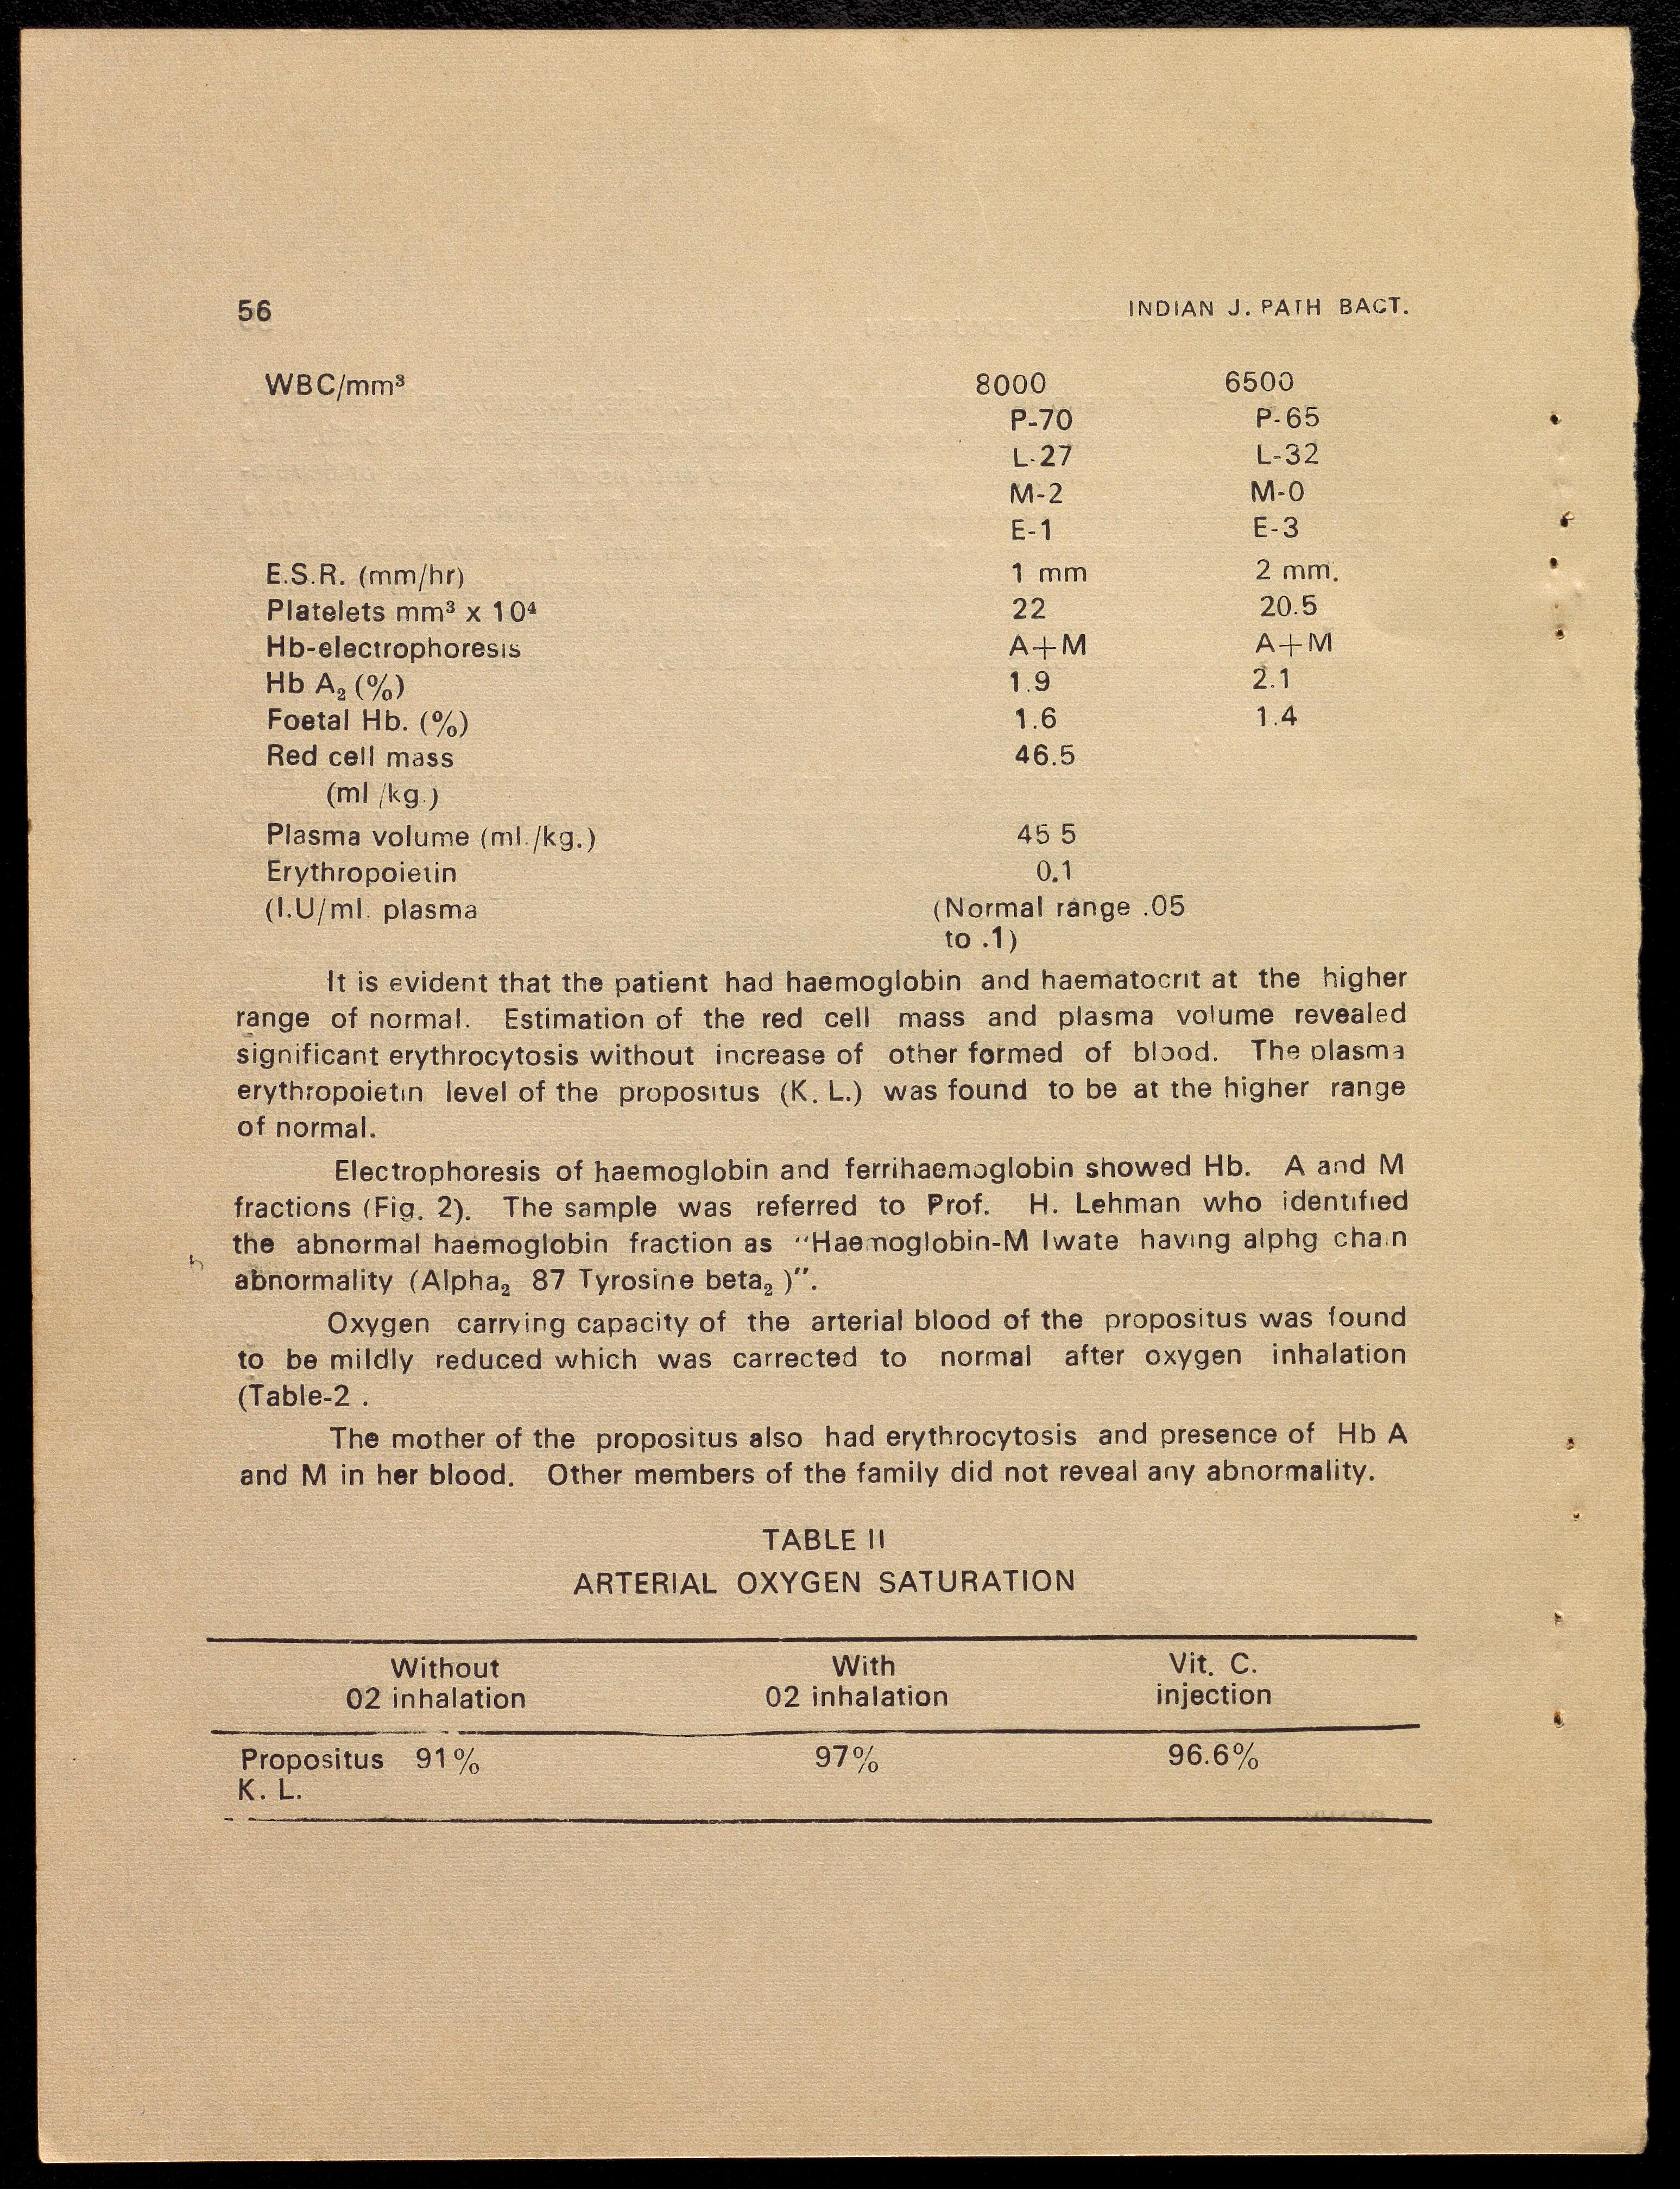 56 INDIAN J. PATH BACT.
WBC/mm³ 8000 6500
P-70 P-65
L-27 L-32
M-2 M-0
E-1 E-3
E.S.R. (mm/hr) 1 mm 2 mm.
Platelets mm³ x 10⁴ 22 20.5
Hb-electrophoresis A+M A+M
Hb A₂ (%) 1.9 2.1
Foetal Hb. (%) 1.6 1.4
Red cell mass 46.5
(ml /kg.)
Plasma volume (ml./kg.) 45 5
Erythropoietin 0.1
(I.U/ml. plasma (Normal range .05
to .1)
It is evident that the patient had haemoglobin and haematocrit at the higher
range of normal. Estimation of the red cell mass and plasma volume revealed
significant erythrocytosis without increase of other formed of blood. The plasma
erythropoietin level of the propositus (K. L.) was found to be at the higher range
of normal.
Electrophoresis of haemoglobin and ferrihaemoglobin showed Hb. A and M
fractions (Fig. 2). The sample was referred to Prof. H. Lehman who identified
the abnormal haemoglobin fraction as "Haemoglobin-M Iwate having alphg chain
abnormality (Alpha₂ 87 Tyrosine beta₂ )".
Oxygen carrying capacity of the arterial blood of the propositus was found
to be mildly reduced which was carrected to normal after oxygen inhalation
(Table-2 .
The mother of the propositus also had erythrocytosis and presence of Hb A
and M in her blood. Other members of the family did not reveal any abnormality.
TABLE II
ARTERIAL OXYGEN SATURATION
Without With Vit. C.
02 inhalation 02 inhalation injection
Propositus 91% 97% 96.6%
K. L.